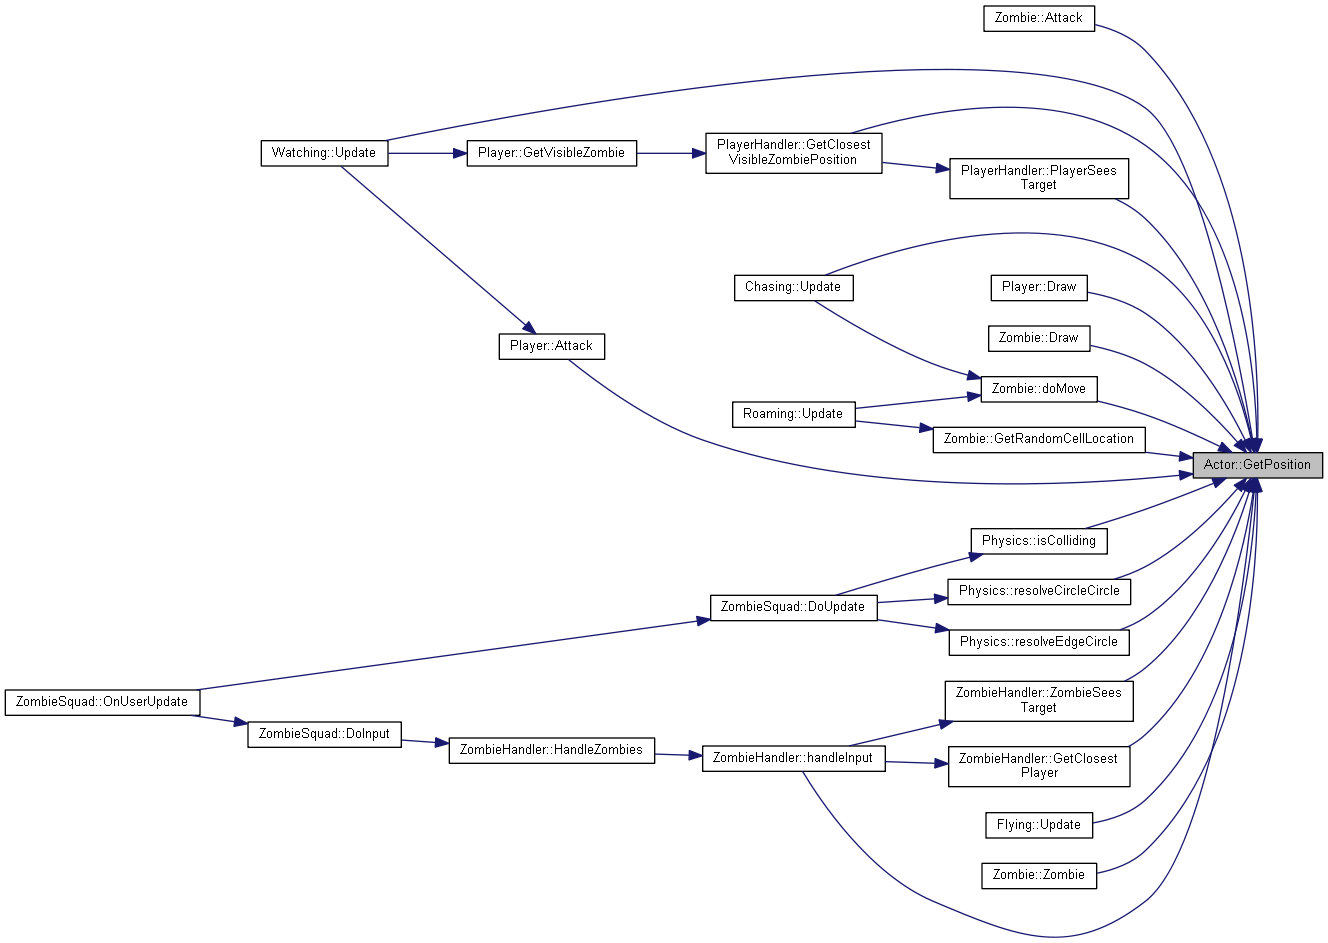 Zombie::Attack
Watching::Update
Player::GetVisibleZombie
PlayerHandler::GetClosest
VisibleZombiePosition
PlayerHandler::PlayerSees
Target
Chasing::Update
Player::Draw
Zombie::Draw
Player::Attack
Zombie::doMove
Roaming::Update
Zombie::GetRandomCellLocation
Actor::GetPosition
Physics::isColliding
Physics::resolveCircleCircle
ZombieSquad::DoUpdate
Physics::resolveEdgeCircle
ZombieHandler::ZombieSees
Target
ZombieSquad::OnUserUpdate
ZombieSquad::DoInput
ZombieHandler::HandleZombies
ZombieHandler::handleInput
ZombieHandler::GetClosest
Player
Flying::Update
Zombie::Zombie